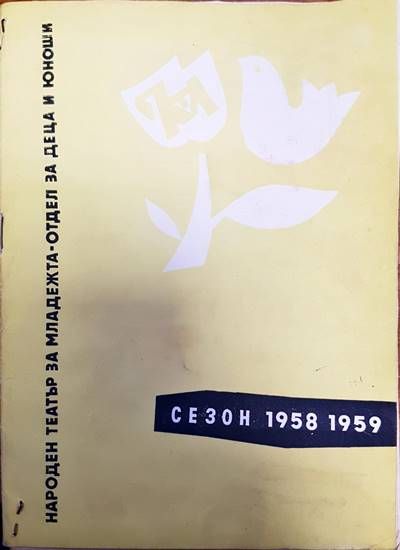 НАРОДЕН ТЕАТЪР ЗА МЛАДЕЖТА-ОТДЕЛ ЗА ДЕЦА И ЮНОШИ
СЕЗОН 1958 1959